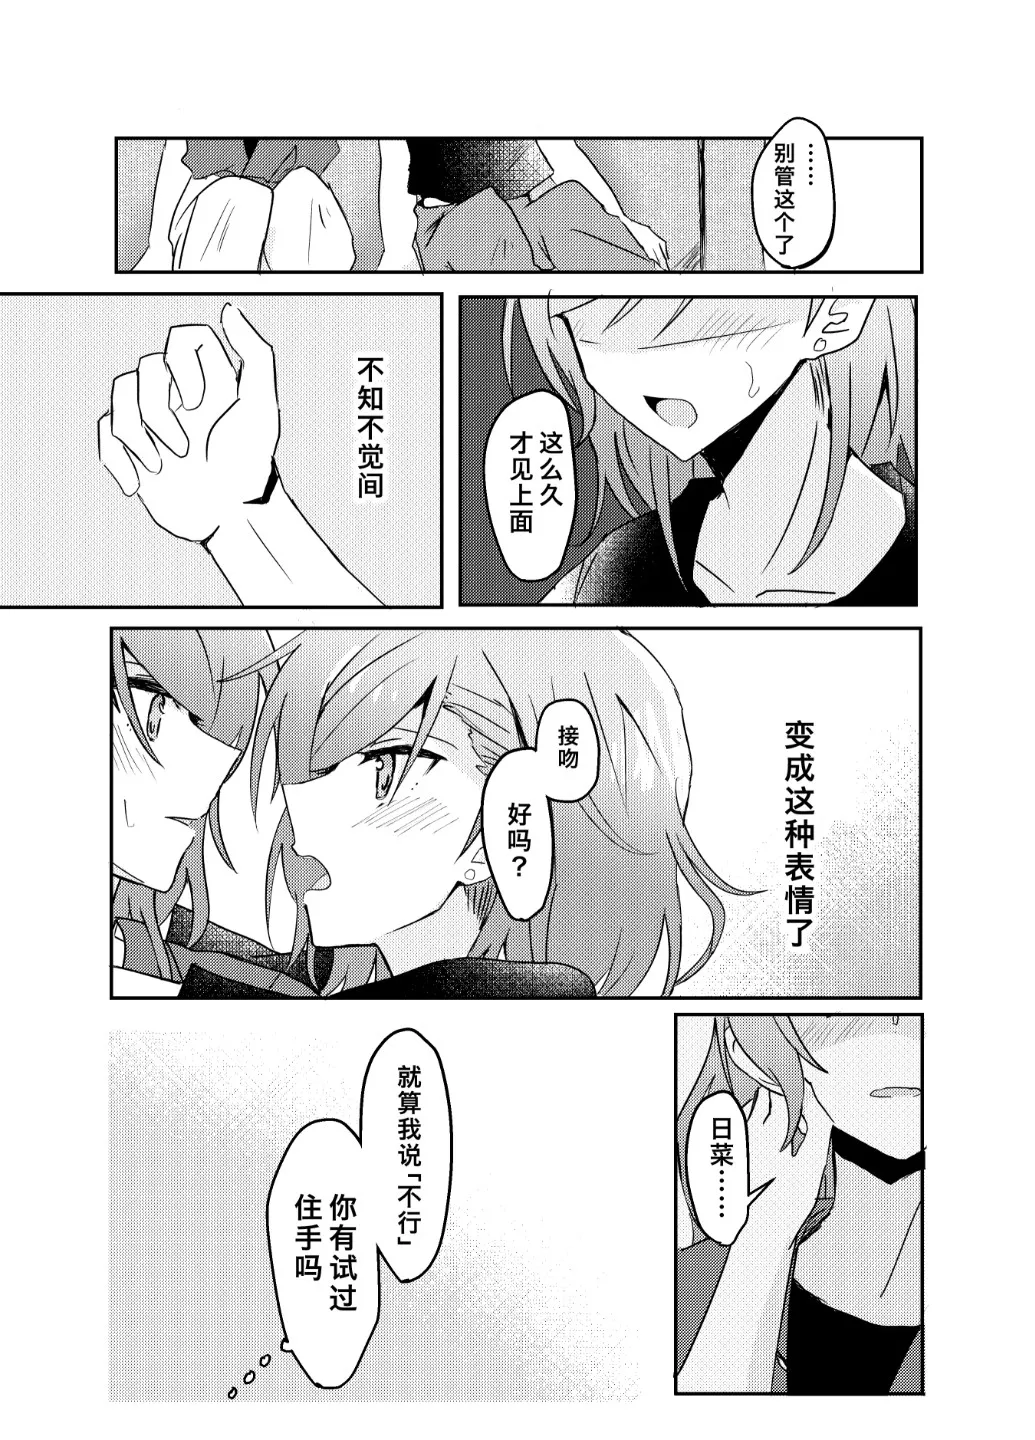 ……
别管这个了
这么久
才见上面
不知不觉间
变成这种表情了
接吻
好吗?
日菜……
就算我说「不行」
你有试过
住手吗